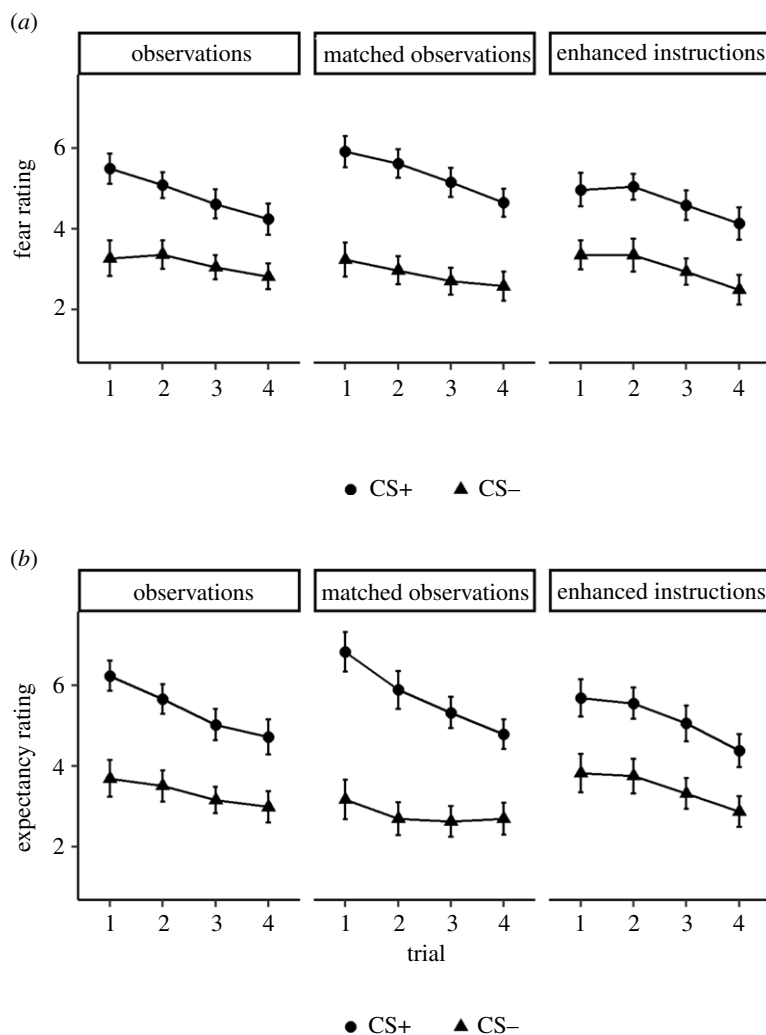 (a)
observations matched observations enhanced instructions
6
4
2
fear rating
1 2 3 4 1 2 3 4 1 2 3 4
CS+ CS–
(b)
observations matched observations enhanced instructions
6
4
2
expectancy rating
1 2 3 4 1 2 3 4 1 2 3 4
trial
CS+ CS–